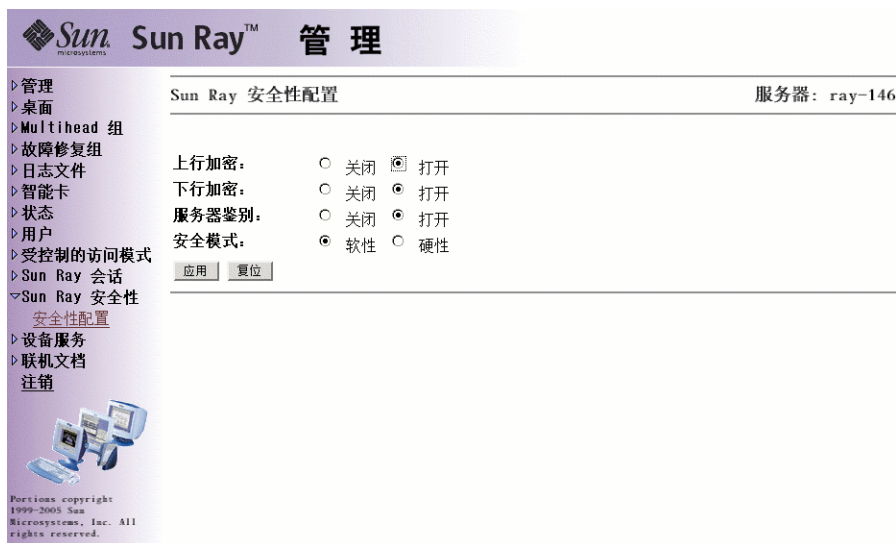 Sun microsystems Sun Ray™ 管 理
管理
桌面
Multihead 组
故障修复组
日志文件
智能卡
状态
用户
受控制的访问模式
Sun Ray 会话
Sun Ray 安全性
安全性配置
设备服务
联机文档
注销
Portions copyright
1999-2005 Sun
Microsystems, Inc. All
rights reserved.
Sun Ray 安全性配置 服务器: ray-146
上行加密： 关闭 打开
下行加密： 关闭 打开
服务器鉴别： 关闭 打开
安全模式： 软性 硬性
应用 复位